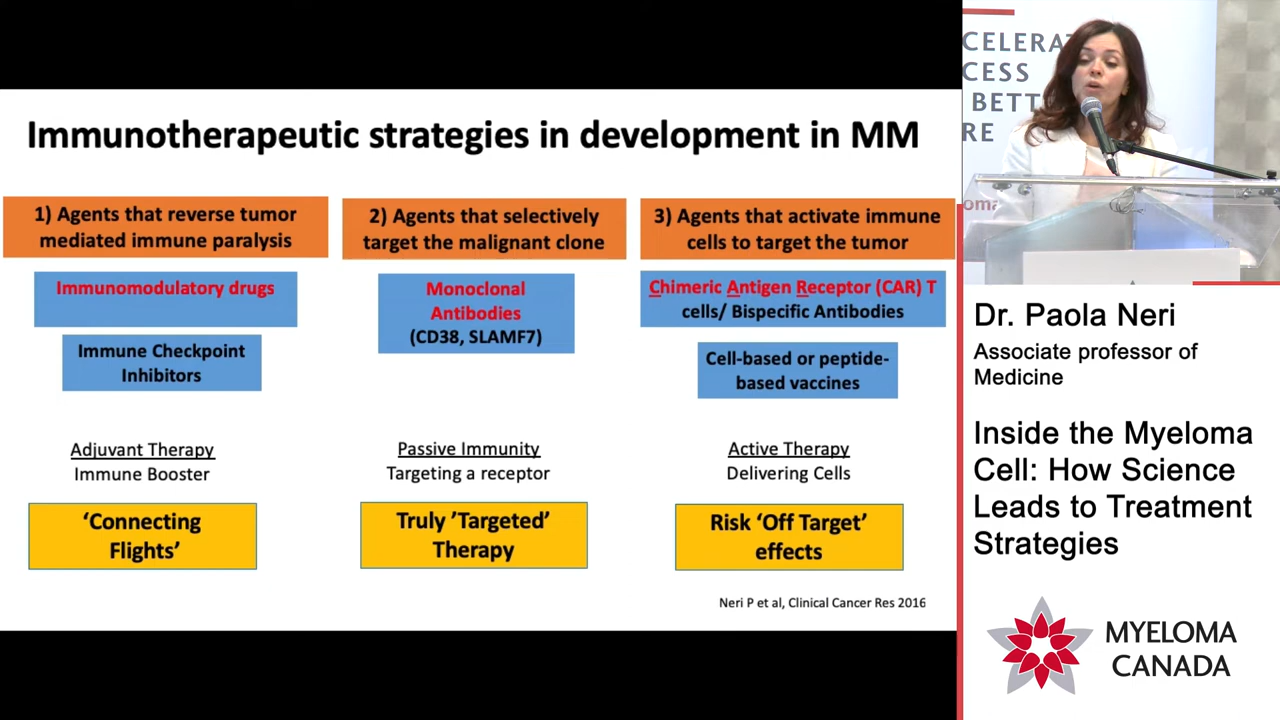 Immunotherapeutic strategies in development in MM
1) Agents that reverse tumor
mediated immune paralysis
Immunomodulatory drugs
Immune Checkpoint
Inhibitors
Adjuvant Therapy
Immune Booster
‘Connecting
Flights’
2) Agents that selectively
target the malignant clone
Monoclonal
Antibodies
(CD38, SLAMF7)
Passive Immunity
Targeting a receptor
Truly ’Targeted’
Therapy
3) Agents that activate immune
cells to target the tumor
Chimeric Antigen Receptor (CAR) T
cells/ Bispecific Antibodies
Cell-based or peptide-
based vaccines
Active Therapy
Delivering Cells
Risk ‘Off Target’
effects
Neri P et al, Clinical Cancer Res 2016
CELERA
CESS
BETT
RE
oma
Dr. Paola Neri
Associate professor of
Medicine
Inside the Myeloma
Cell: How Science
Leads to Treatment
Strategies
MYELOMA
CANADA